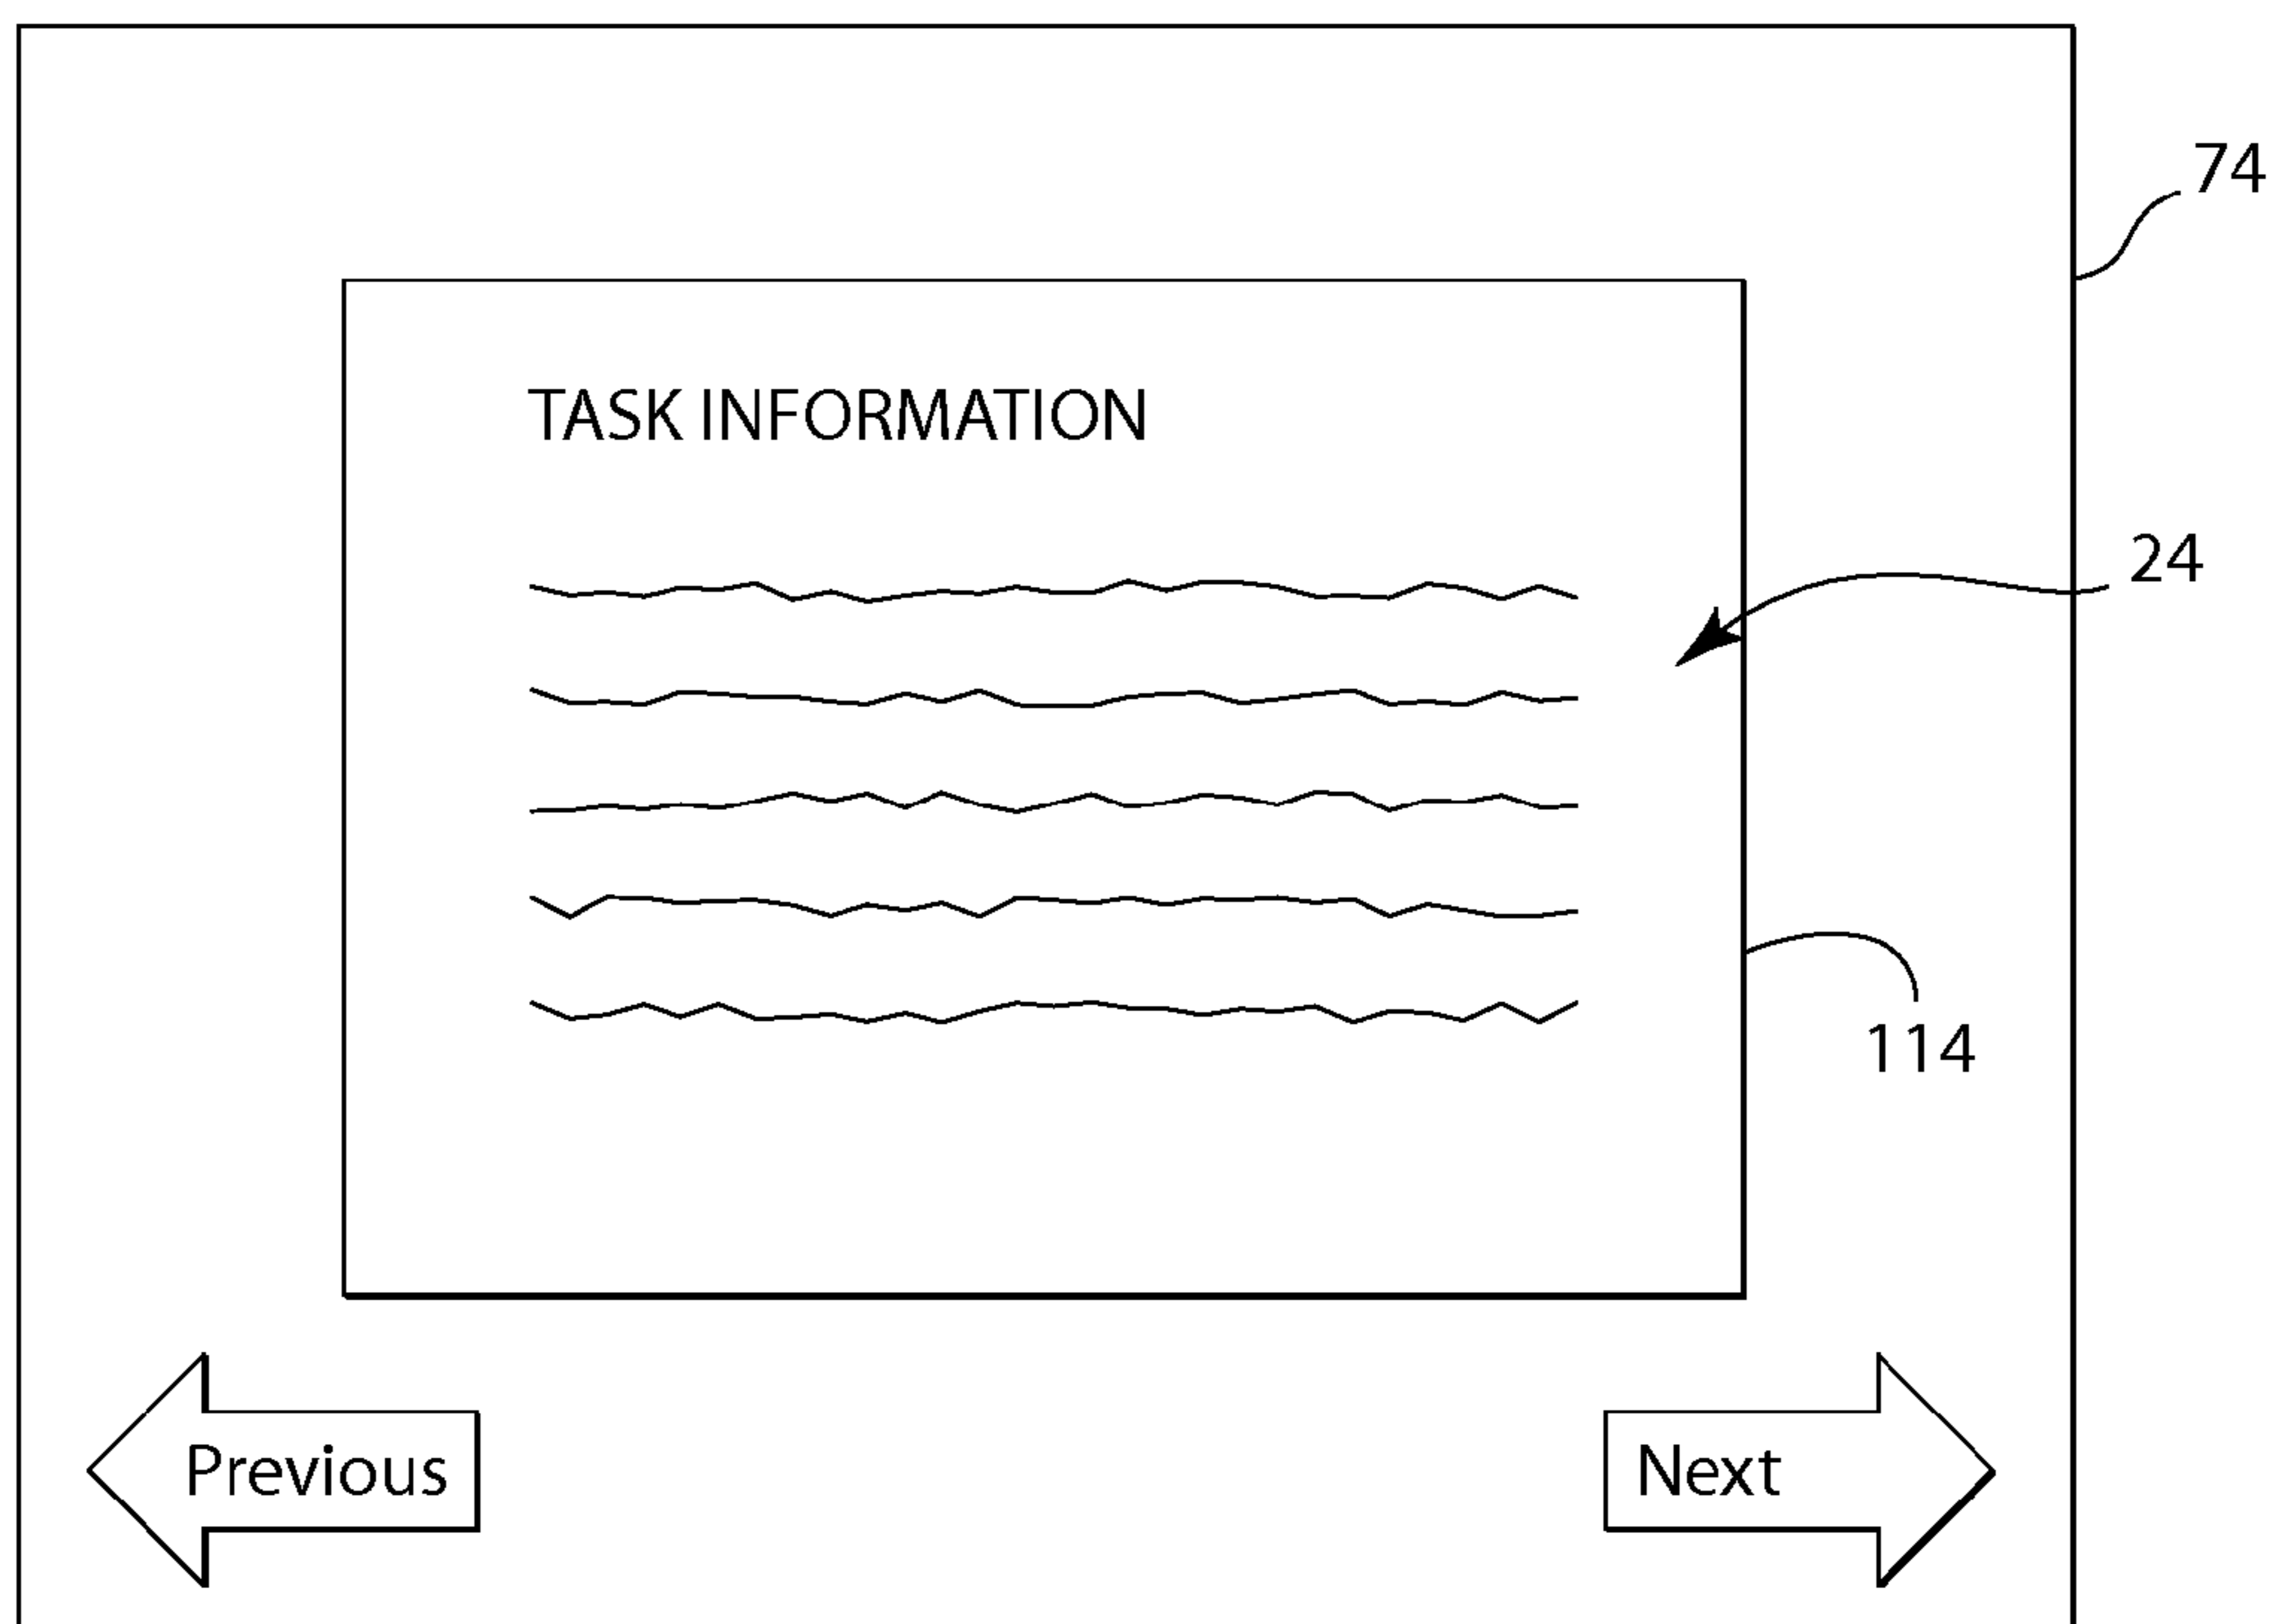 74
TASK INFORMATION
24
114
Previous
Next